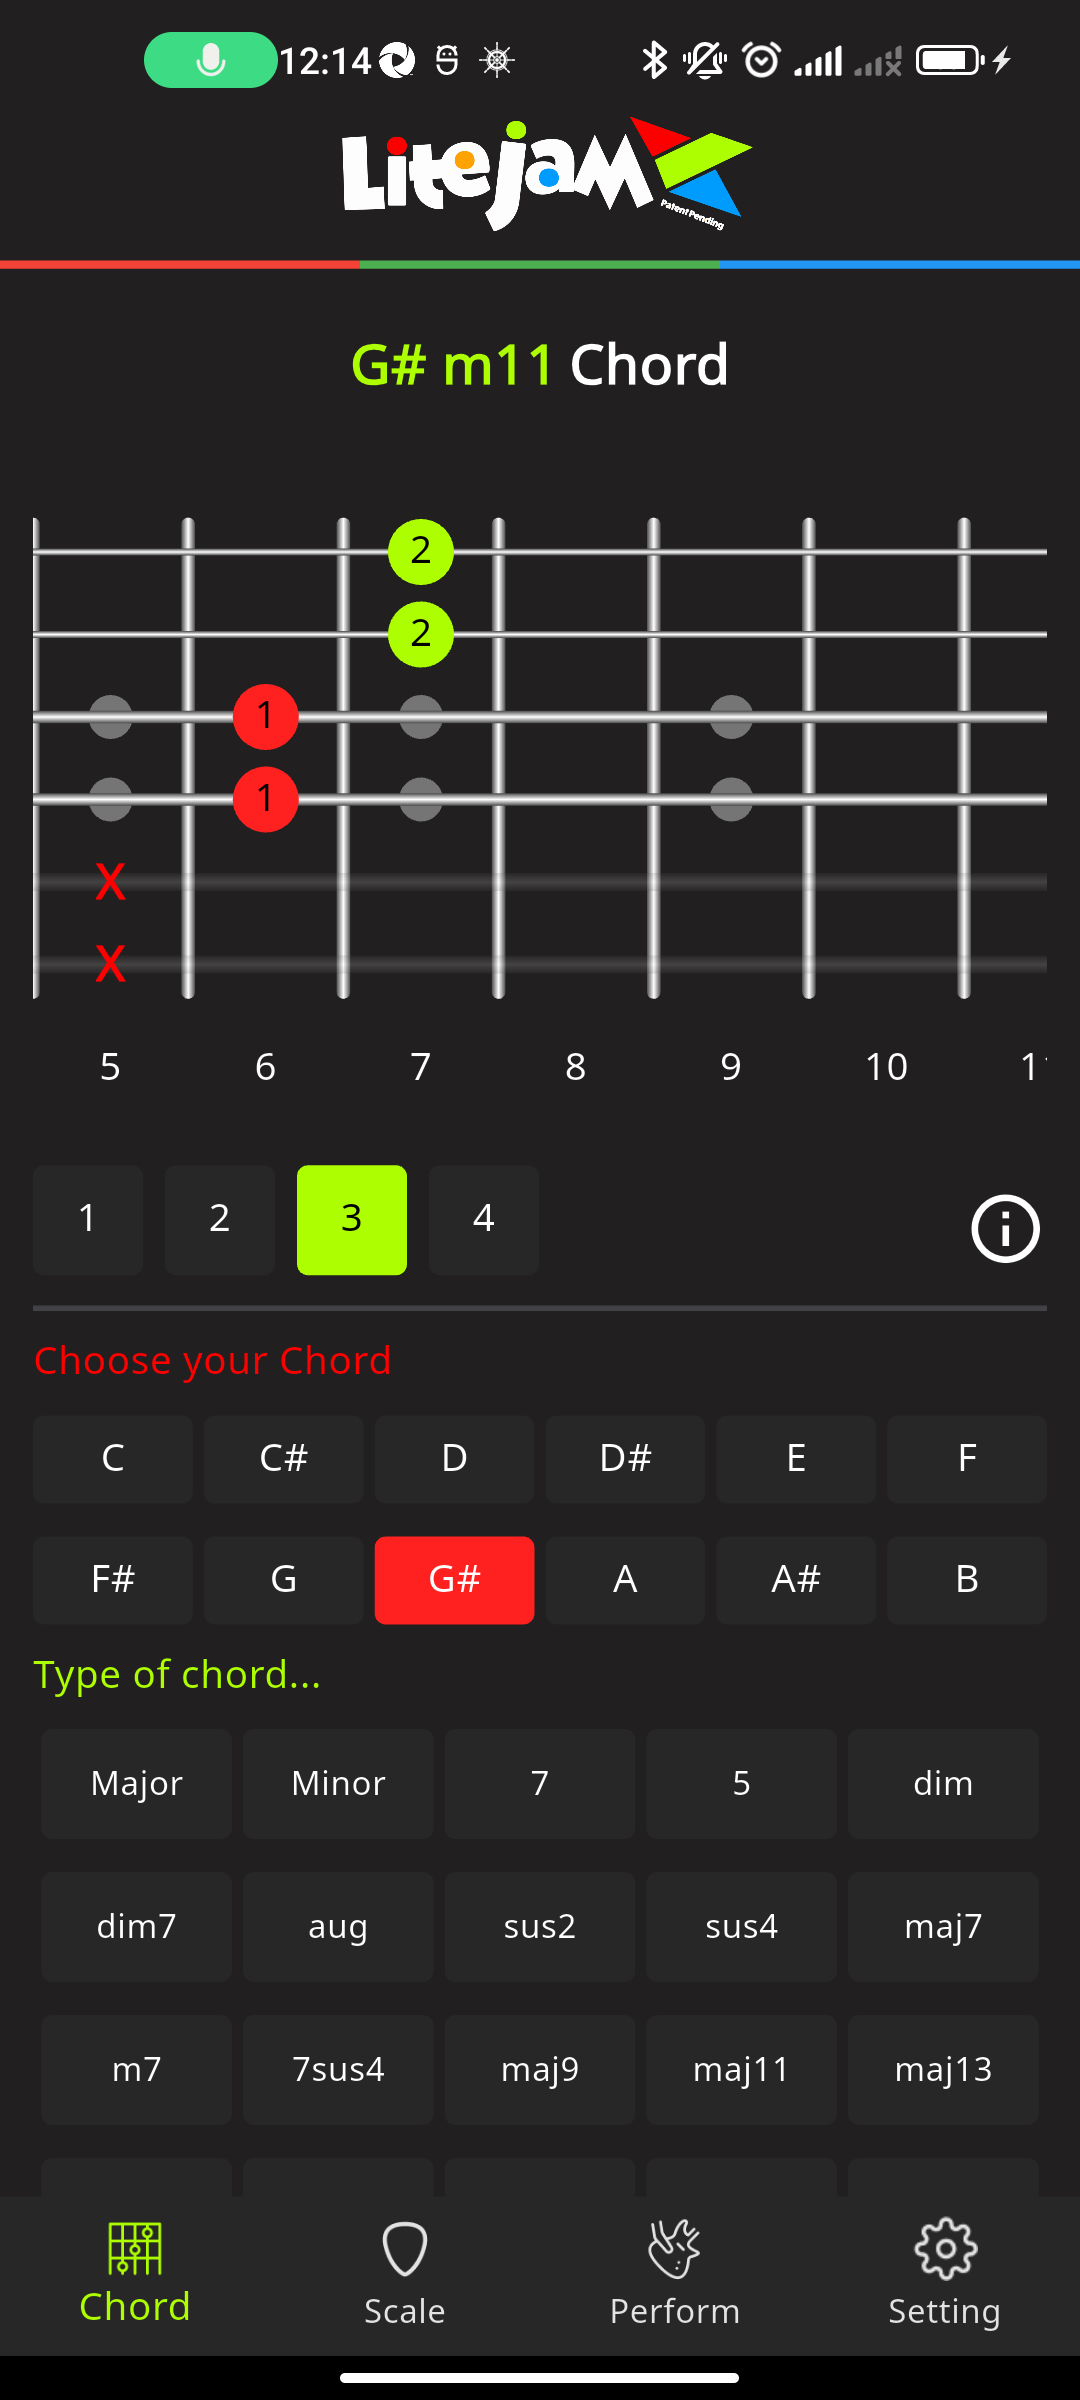 12:14
Litejam
Patent Pending
G# m11 Chord
2
2
1
1
X
X
5 6 7 8 9 10
1 2 3 4
Choose your Chord
C C# D D# E F
F# G G# A A# B
Type of chord...
Major Minor 7 5 dim
dim7 aug sus2 sus4 maj7
m7 7sus4 maj9 maj11 maj13
Chord Scale Perform Setting